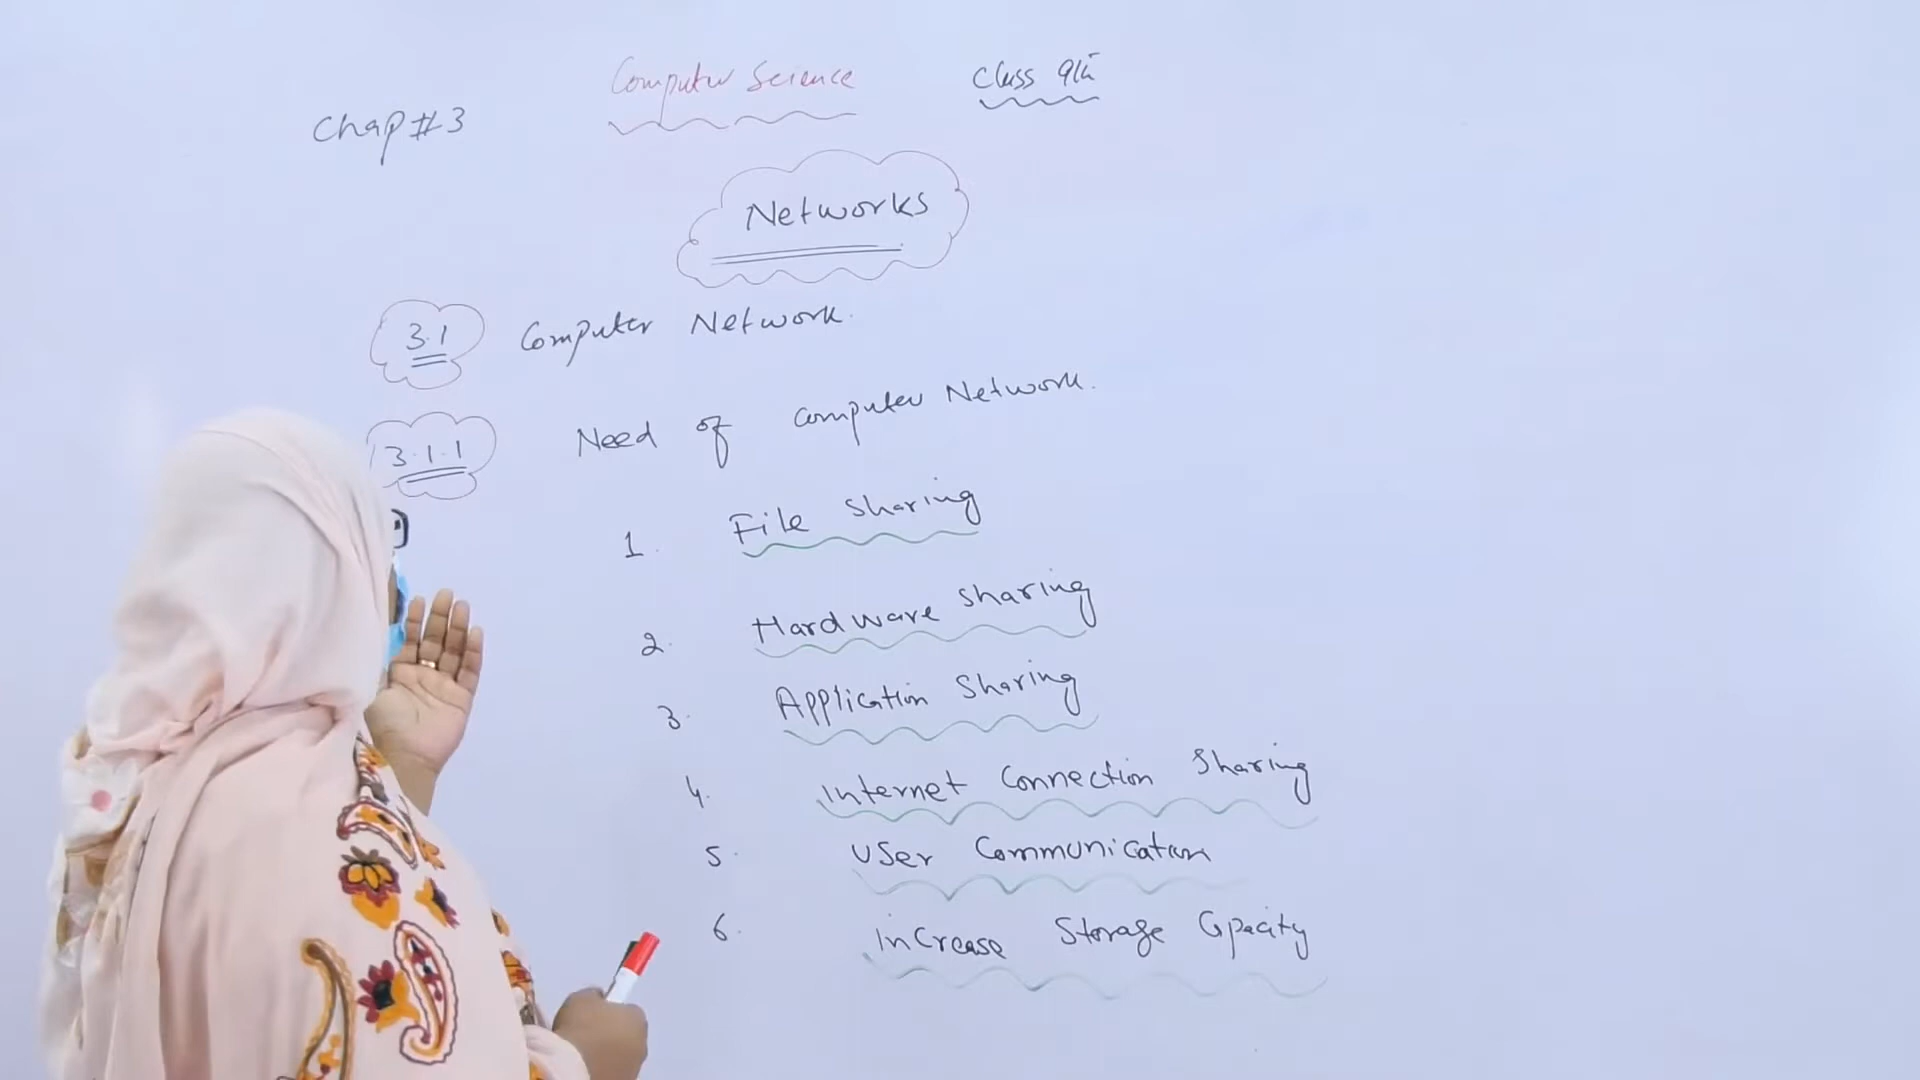 Computer Science Class 9th
Chap#3
Networks
3.1 Computer Network.
3.1.1 Need of computer Network.
1. File Sharing
2. Hardware Sharing
3. Application Sharing
4. Internet Connection Sharing
5. User Communication
6. increase Storage Capacity